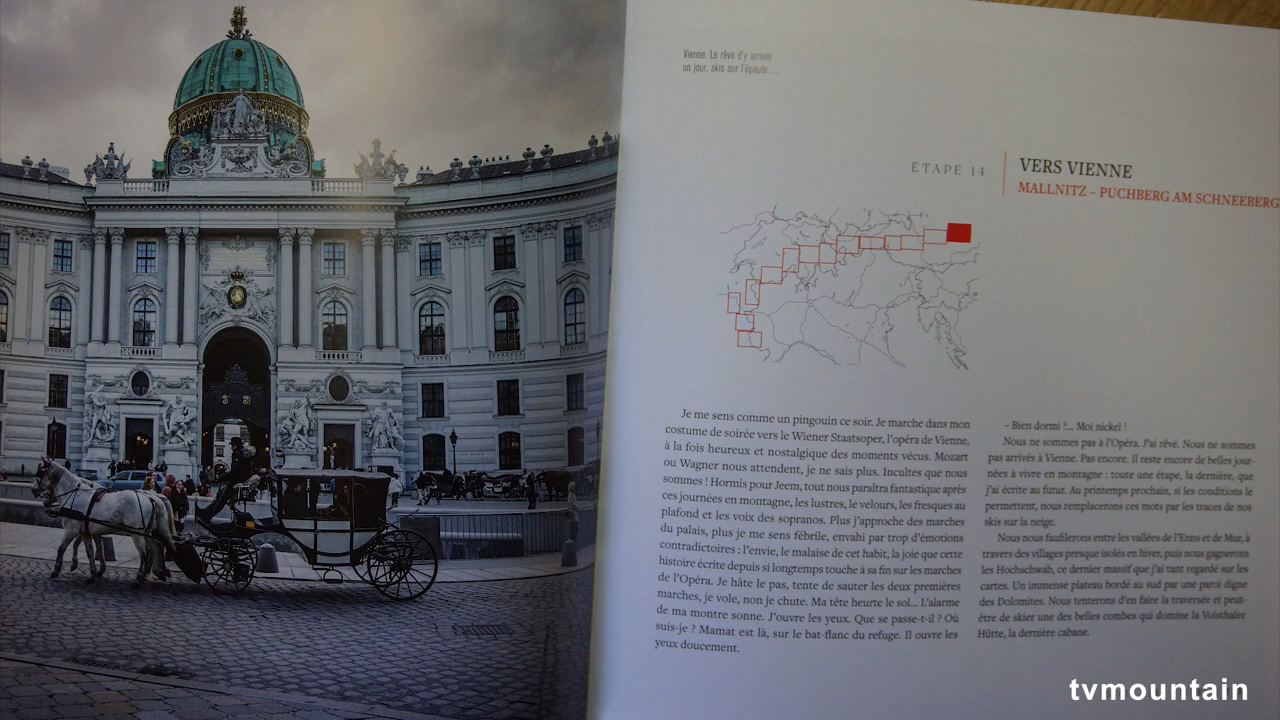 Vienne. Le rêve d'y arriver
un jour, skis sur l'épaule...
ÉTAPE 14
VERS VIENNE
MALLNITZ – PUCHBERG AM SCHNEEBERG
Je me sens comme un pingouin ce soir. Je marche dans mon
costume de soirée vers le Wiener Staatsoper, l'opéra de Vienne,
à la fois heureux et nostalgique des moments vécus. Mozart
ou Wagner nous attendent, je ne sais plus. Incultes que nous
sommes ! Hormis pour Jeem, tout nous paraîtra fantastique après
ces journées en montagne, les lustres, le velours, les fresques au
plafond et les voix des sopranos. Plus j'approche des marches
du palais, plus je me sens fébrile, envahi par trop d'émotions
contradictoires : l'envie, le malaise de cet habit, la joie que cette
histoire écrite depuis si longtemps touche à sa fin sur les marches
de l'Opéra. Je hâte le pas, tente de sauter les deux premières
marches, je vole, non je chute. Ma tête heurte le sol... L'alarme
de ma montre sonne. J'ouvre les yeux. Que se passe-t-il ? Où
suis-je ? Mamat est là, sur le bat-flanc du refuge. Il ouvre les
yeux doucement.
– Bien dormi ?... Moi nickel !
Nous ne sommes pas à l'Opéra. J'ai rêvé. Nous ne sommes
pas arrivés à Vienne. Pas encore. Il reste encore de belles jour-
nées à vivre en montagne : toute une étape, la dernière, que
j'ai écrite au futur. Au printemps prochain, si les conditions le
permettent, nous remplacerons ces mots par les traces de nos
skis sur la neige.
Nous nous faufilerons entre les vallées de l'Enns et de Mur, à
travers des villages presque isolés en hiver, puis nous gagnerons
les Hochschwab, ce dernier massif que j'ai tant regardé sur les
cartes. Un immense plateau bordé au sud par une paroi digne
des Dolomites. Nous tenterons d'en faire la traversée et peut-
être de skier une des belles combes qui domine la Voisthaler
Hütte, la dernière cabane.
tvmountain